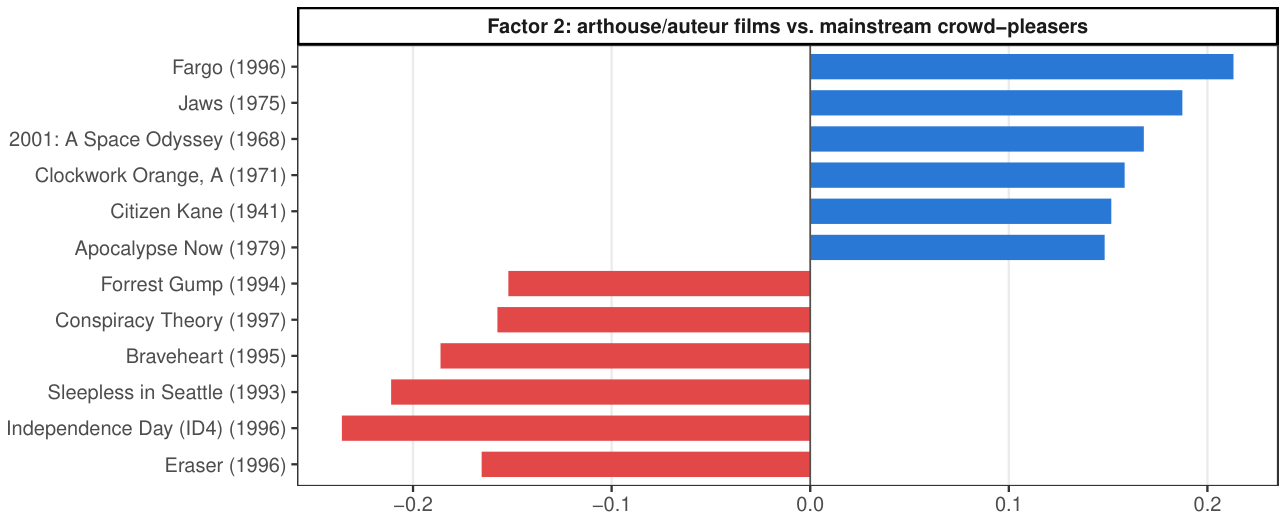 Factor 2: arthouse/auteur films vs. mainstream crowd−pleasers
Fargo (1996)
Jaws (1975)
2001: A Space Odyssey (1968)
Clockwork Orange, A (1971)
Citizen Kane (1941)
Apocalypse Now (1979)
Forrest Gump (1994)
Conspiracy Theory (1997)
Braveheart (1995)
Sleepless in Seattle (1993)
Independence Day (ID4) (1996)
Eraser (1996)
−0.2 −0.1 0.0 0.1 0.2